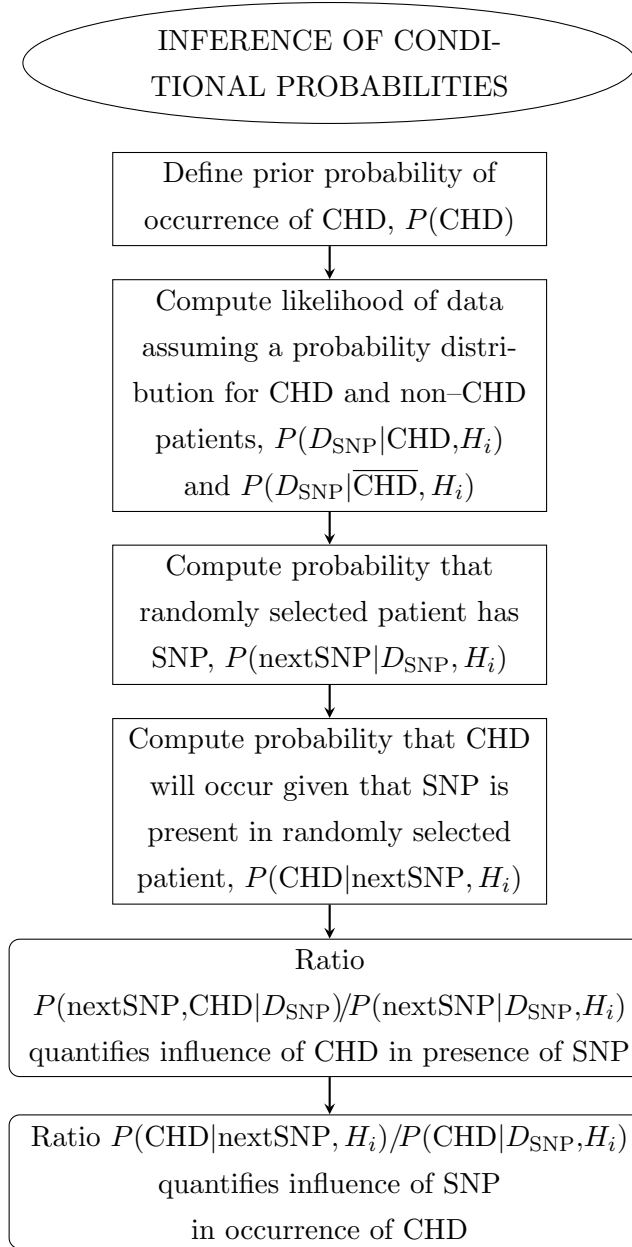 INFERENCE OF CONDI-
TIONAL PROBABILITIES
Define prior probability of
occurrence of CHD, P(CHD)
Compute likelihood of data
assuming a probability distri-
bution for CHD and non–CHD
patients, P(D_SNP|CHD,H_i)
and P(D_SNP|C̅H̅D̅, H_i)
Compute probability that
randomly selected patient has
SNP, P(nextSNP|D_SNP, H_i)
Compute probability that CHD
will occur given that SNP is
present in randomly selected
patient, P(CHD|nextSNP, H_i)
Ratio
P(nextSNP,CHD|D_SNP)/P(nextSNP|D_SNP,H_i)
quantifies influence of CHD in presence of SNP
Ratio P(CHD|nextSNP, H_i)/P(CHD|D_SNP,H_i)
quantifies influence of SNP
in occurrence of CHD